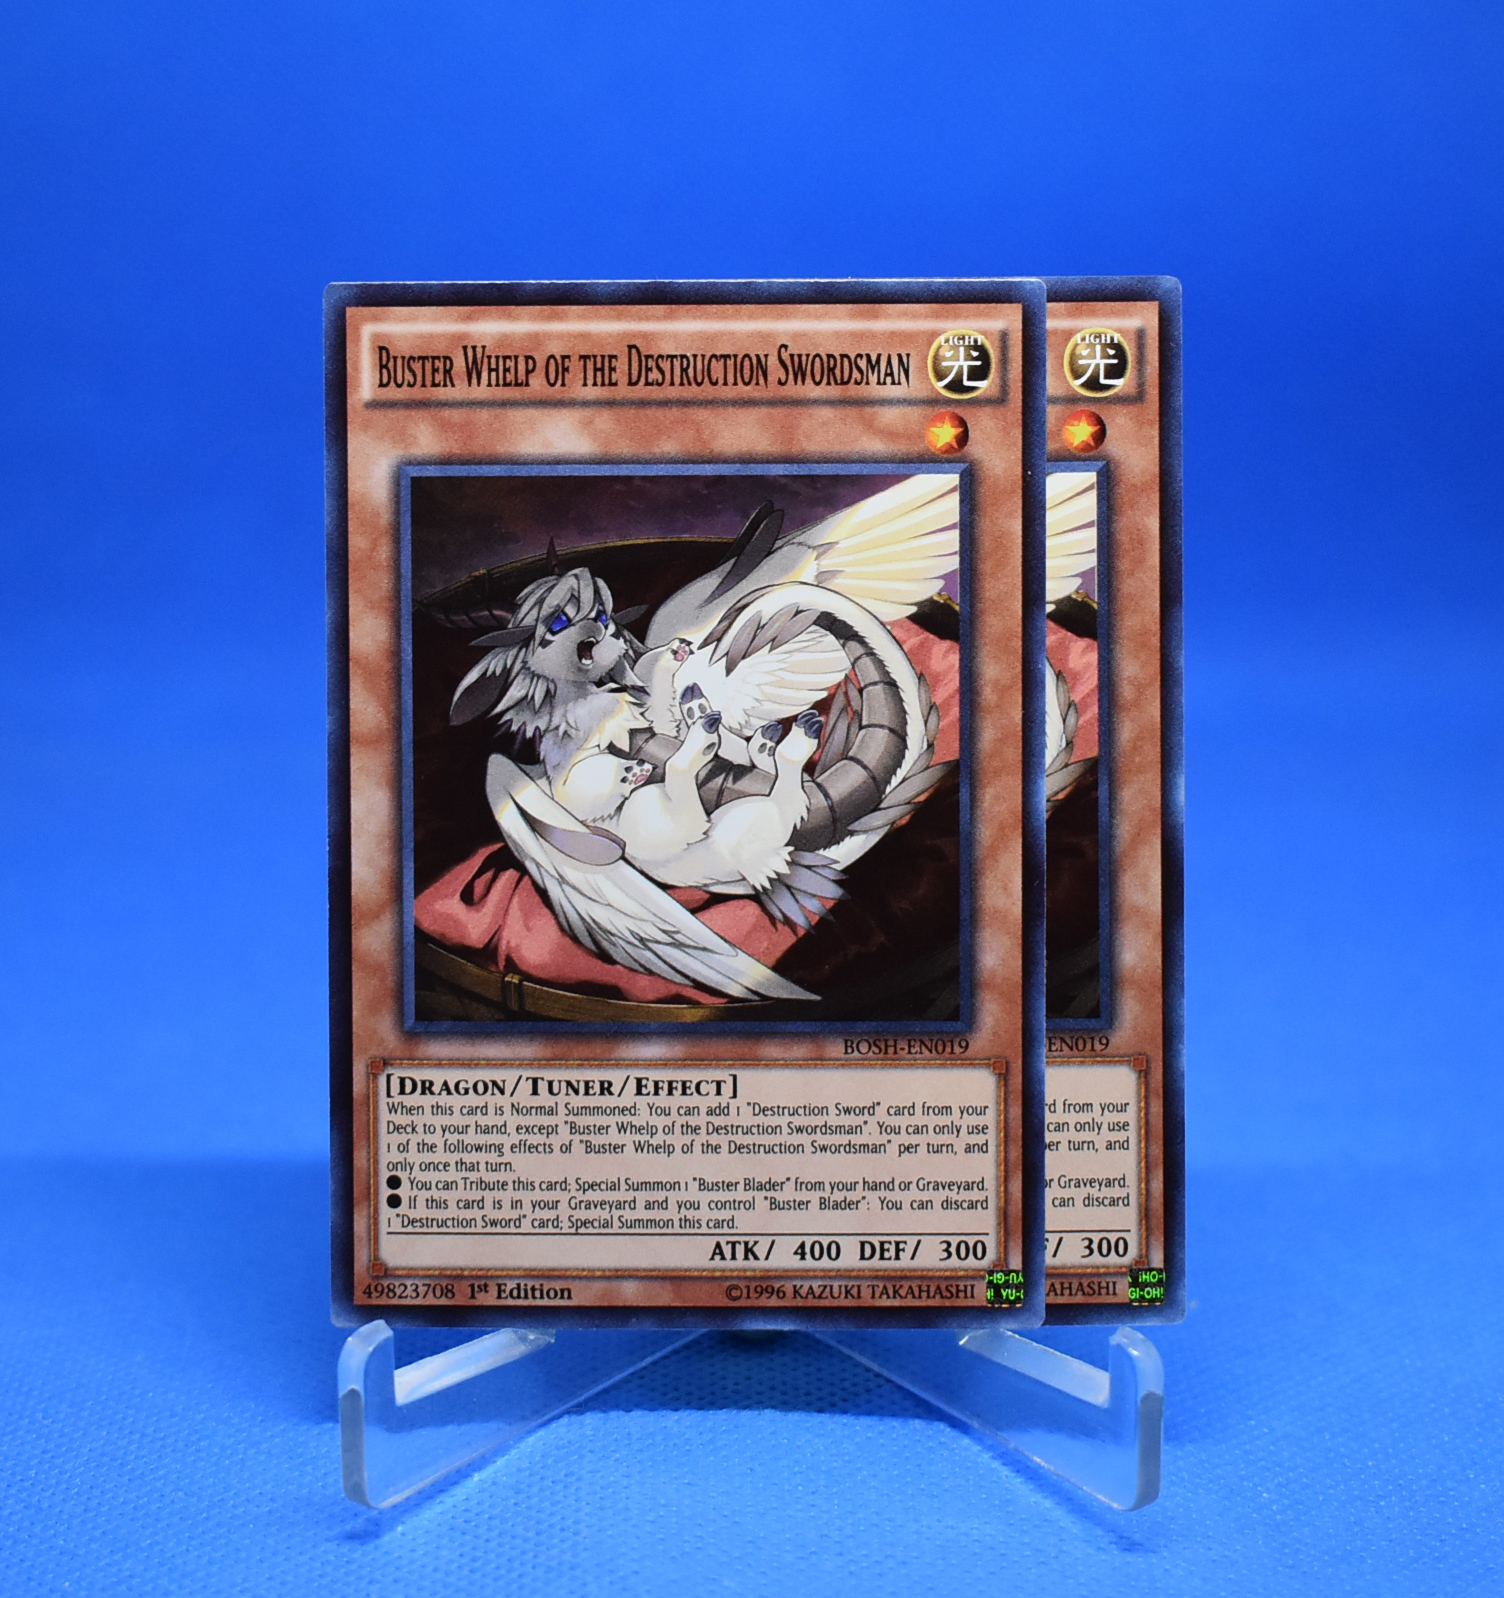 BUSTER WHELP OF THE DESTRUCTION SWORDSMAN
LIGHT
光
LIGHT
光
BOSH-EN019
EN019
[DRAGON/TUNER/EFFECT]
When this card is Normal Summoned: You can add 1 "Destruction Sword" card from your
Deck to your hand, except "Buster Whelp of the Destruction Swordsman". You can only use
1 of the following effects of "Buster Whelp of the Destruction Swordsman" per turn, and
only once that turn.
● You can Tribute this card; Special Summon 1 "Buster Blader" from your hand or Graveyard.
● If this card is in your Graveyard and you control "Buster Blader": You can discard
1 "Destruction Sword" card; Special Summon this card.
ATK/ 400 DEF/ 300
49823708 1st Edition
©1996 KAZUKI TAKAHASHI
rd from your
can only use
per turn, and
or Graveyard.
can discard
/ 300
AHASHI